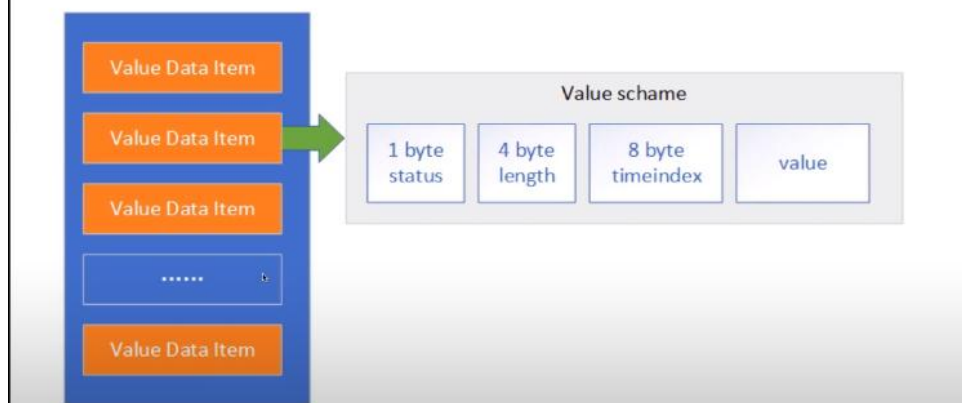 Value Data Item
Value Data Item
Value Data Item
......
Value Data Item
Value schame
1 byte
status
4 byte
length
8 byte
timeindex
value